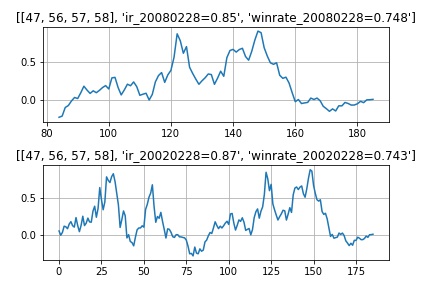 [[47, 56, 57, 58], 'ir_20080228=0.85', 'winrate_20080228=0.748']
0.5
0.0
80 100 120 140 160 180
[[47, 56, 57, 58], 'ir_20020228=0.87', 'winrate_20020228=0.743']
0.5
0.0
0 25 50 75 100 125 150 175